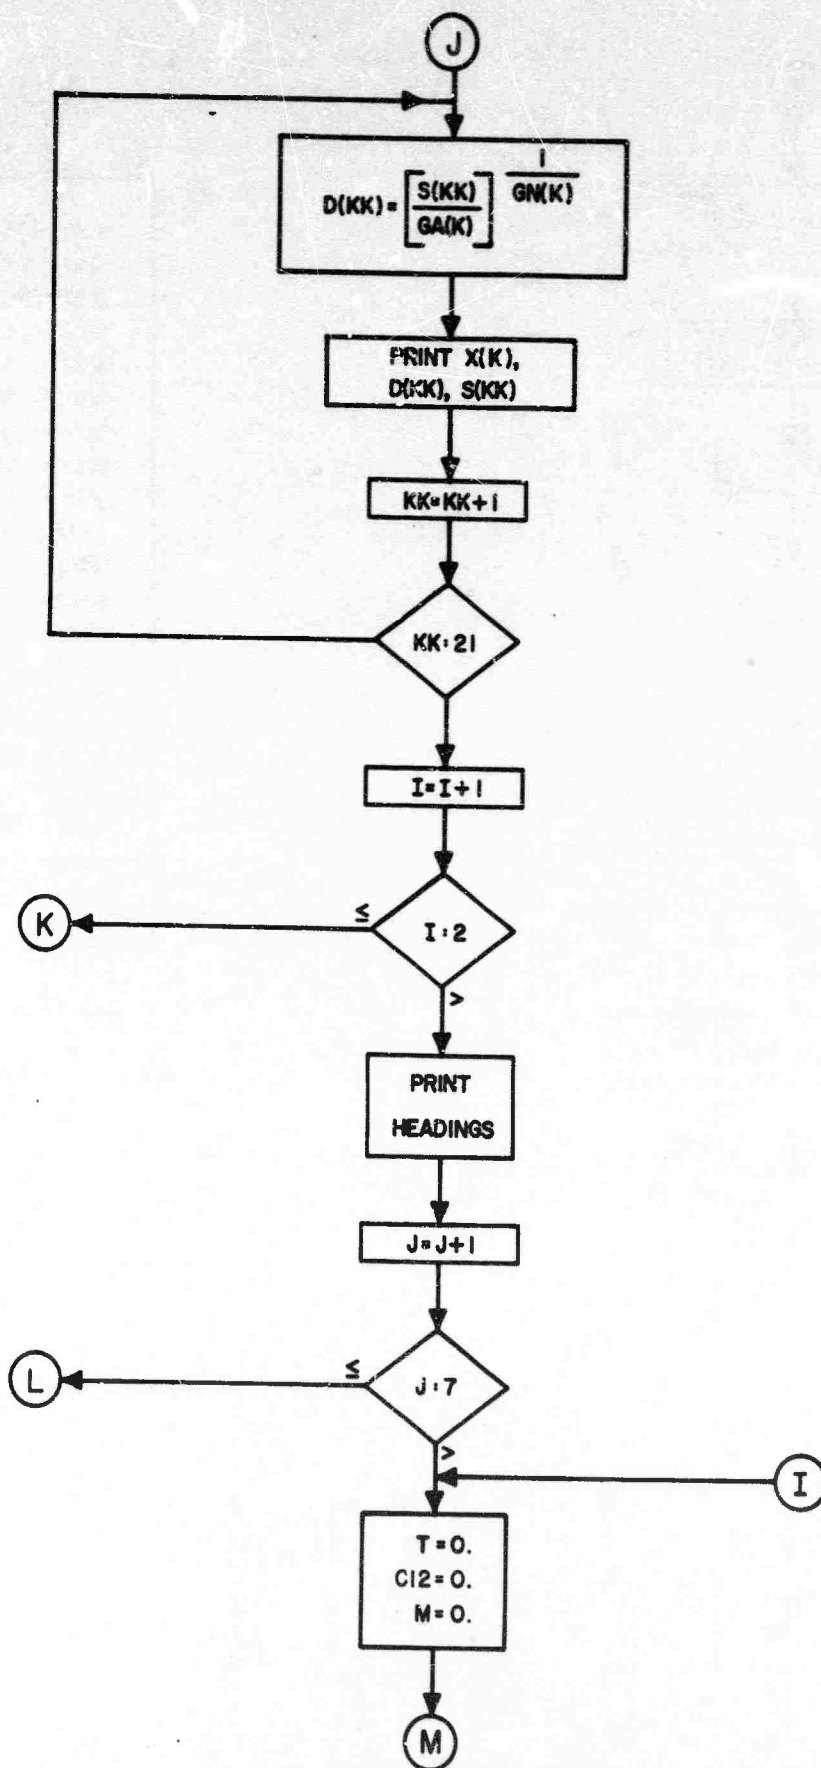 J
D(KK) = [S(KK) / GA(K)] 1 / GN(K)
PRINT X(K),
D(KK), S(KK)
KK=KK+1
KK:21
I=I+1
K
≤
I:2
>
PRINT
HEADINGS
J=J+1
L
≤
J:7
>
I
T=0.
C12=0.
M=0.
M